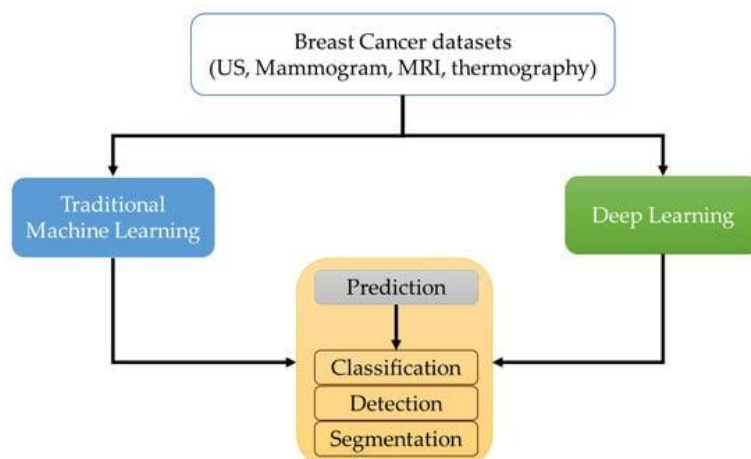 Breast Cancer datasets
(US, Mammogram, MRI, thermography)
Traditional
Machine Learning
Deep Learning
Prediction
Classification
Detection
Segmentation